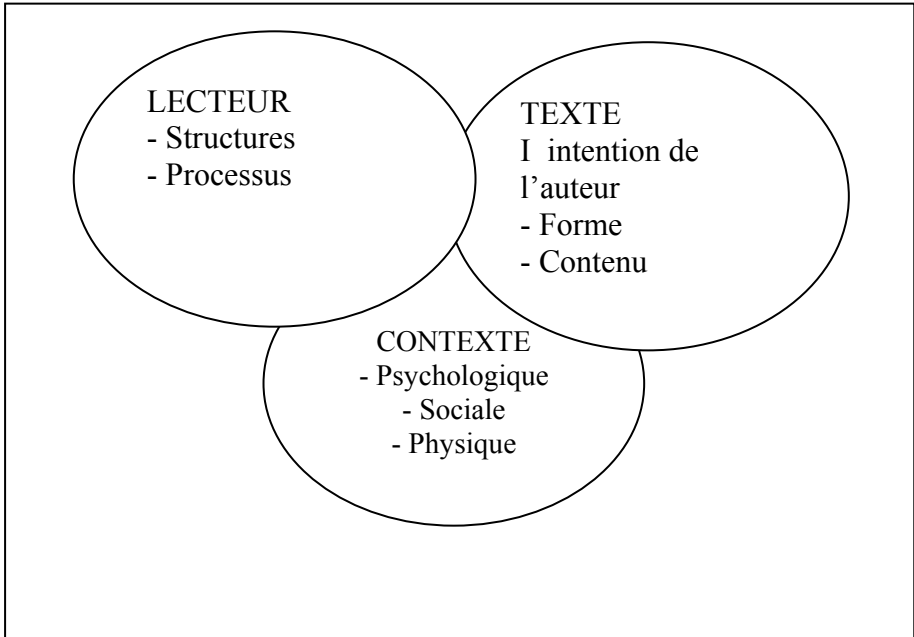 LECTEUR
- Structures
- Processus
TEXTE
I intention de
l’auteur
- Forme
- Contenu
CONTEXTE
- Psychologique
- Sociale
- Physique